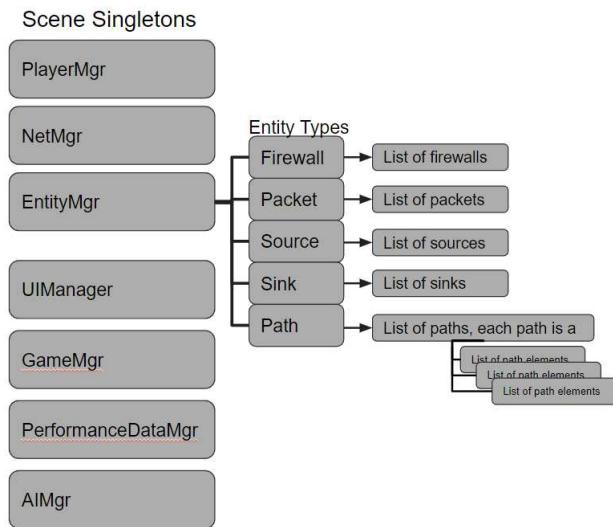 Scene Singletons
PlayerMgr
NetMgr
EntityMgr
UIManager
GameMgr
PerformanceDataMgr
AIMgr
Entity Types
Firewall
Packet
Source
Sink
Path
List of firewalls
List of packets
List of sources
List of sinks
List of paths, each path is a
List of path elements
List of path elements
List of path elements